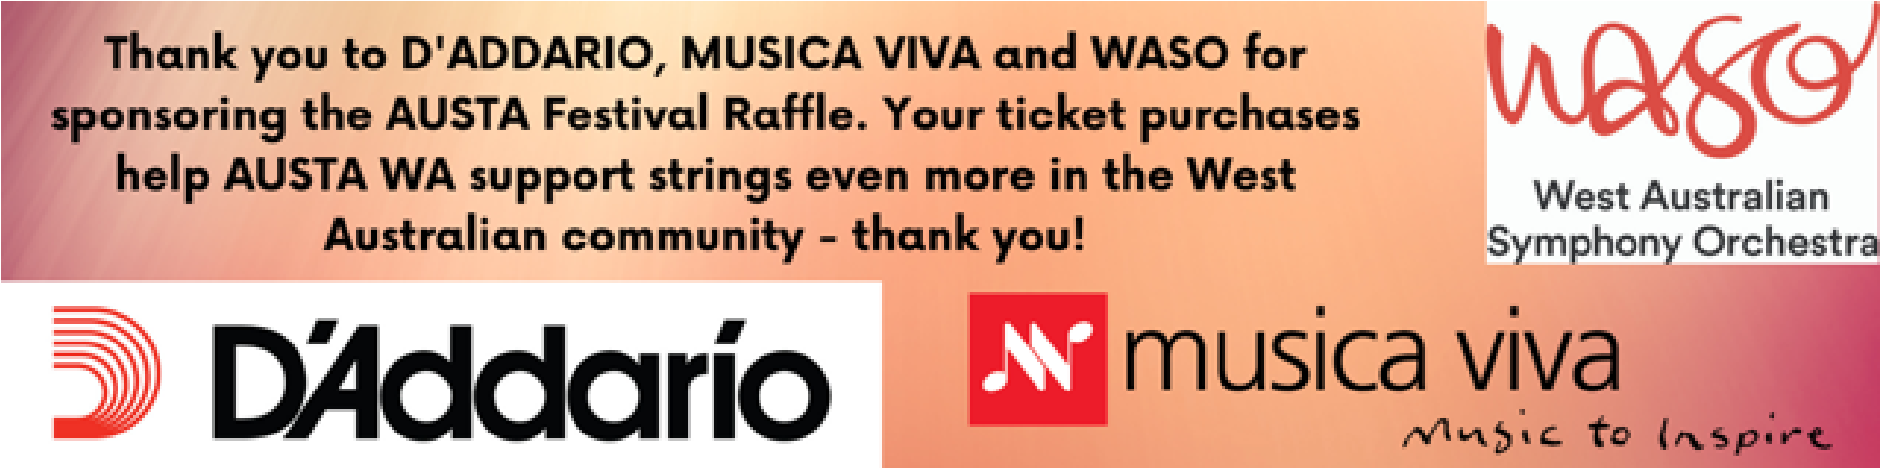 Thank you to D'ADDARIO, MUSICA VIVA and WASO for
sponsoring the AUSTA Festival Raffle. Your ticket purchases
help AUSTA WA support strings even more in the West
Australian community - thank you!
waso
West Australian
Symphony Orchestra
D'Addario
musica viva
Music to Inspire